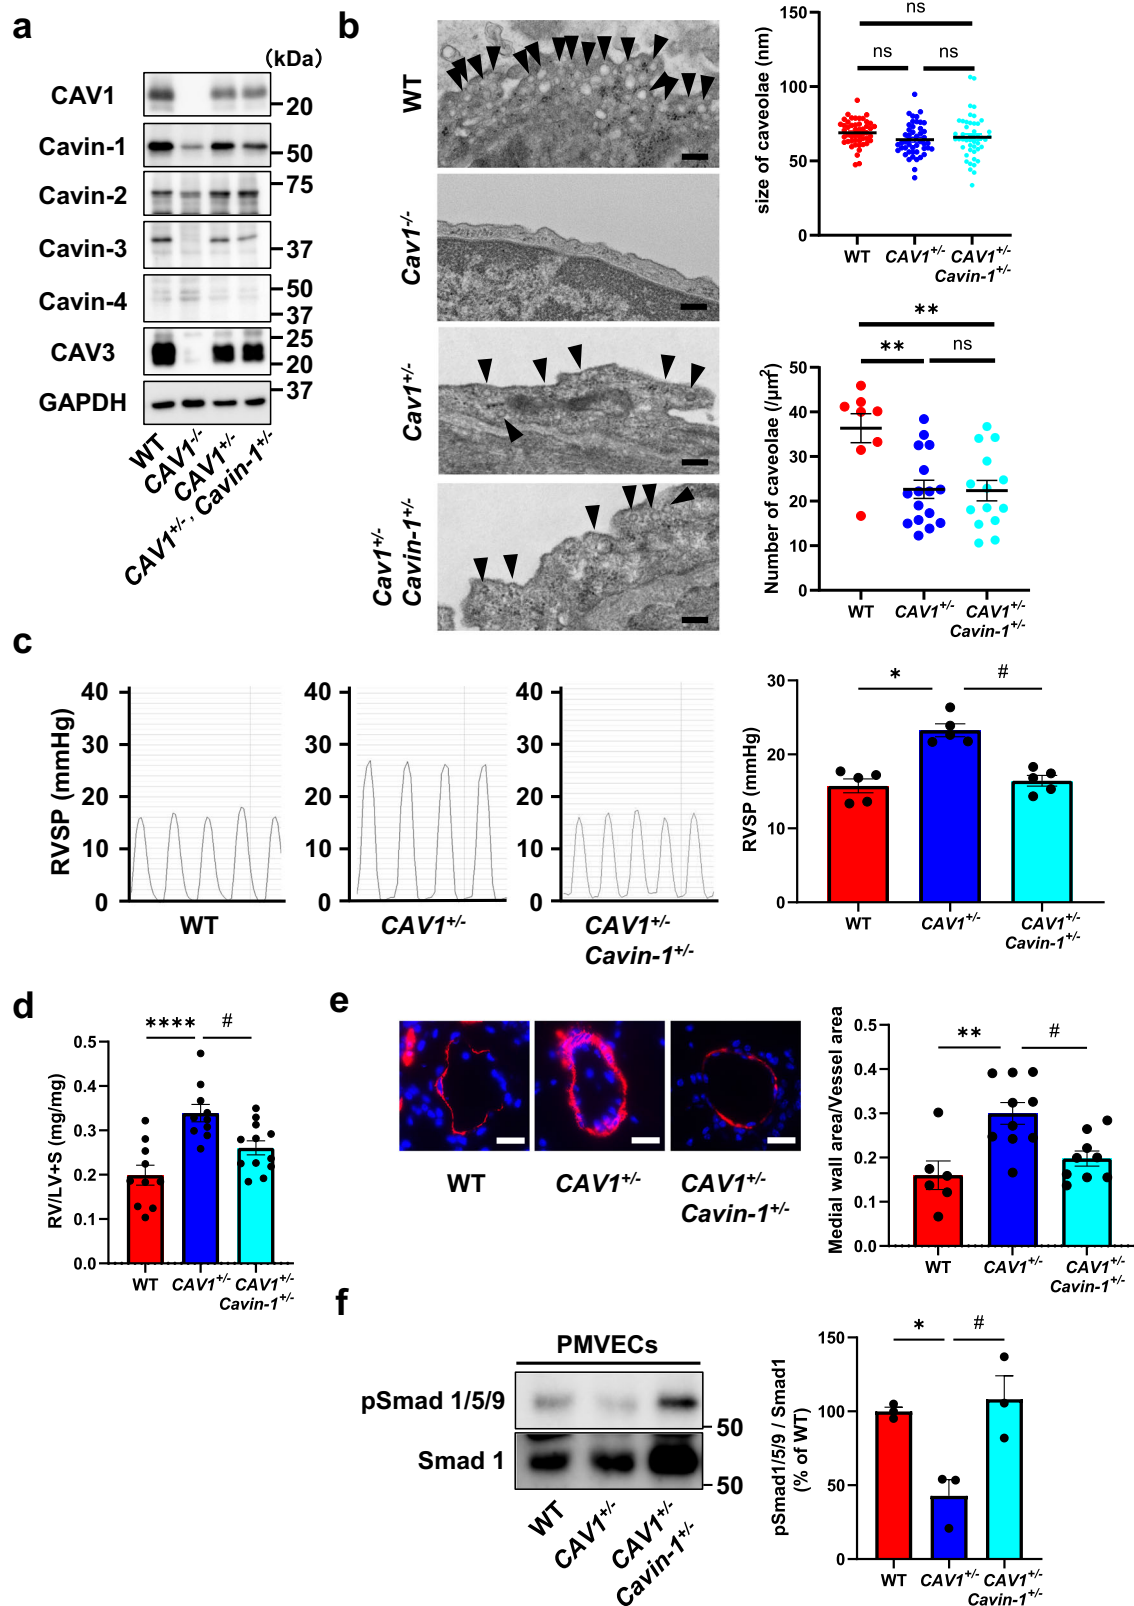 a
(kDa)
CAV1
20
Cavin-1
50
Cavin-2
75
Cavin-3
37
Cavin-4
50
37
CAV3
25
20
GAPDH
37
WT
CAV1-/-
CAV1+/-
CAV1+/-, Cavin-1+/-
b
WT
Cav1-/-
Cav1+/-
Cav1+/-
Cavin-1+/-
size of caveolae (nm)
150
100
50
0
ns
ns
ns
WT
CAV1+/-
CAV1+/-
Cavin-1+/-
Number of caveolae (/μm2)
50
40
30
20
10
0
**
**
ns
WT
CAV1+/-
CAV1+/-
Cavin-1+/-
c
RVSP (mmHg)
40
30
20
10
0
WT
40
30
20
10
0
CAV1+/-
40
30
20
10
0
CAV1+/-
Cavin-1+/-
RVSP (mmHg)
30
20
10
0
*
#
WT
CAV1+/-
CAV1+/-
Cavin-1+/-
d
RV/LV+S (mg/mg)
0.5
0.4
0.3
0.2
0.1
0.0
****
#
WT
CAV1+/-
CAV1+/-
Cavin-1+/-
e
WT
CAV1+/-
CAV1+/-
Cavin-1+/-
Medial wall area/Vessel area
0.5
0.4
0.3
0.2
0.1
0.0
**
#
WT
CAV1+/-
CAV1+/-
Cavin-1+/-
f
PMVECs
pSmad 1/5/9
50
Smad 1
50
WT
CAV1+/-
CAV1+/-
Cavin-1+/-
pSmad1/5/9 / Smad1
(% of WT)
150
100
50
0
*
#
WT
CAV1+/-
CAV1+/-
Cavin-1+/-